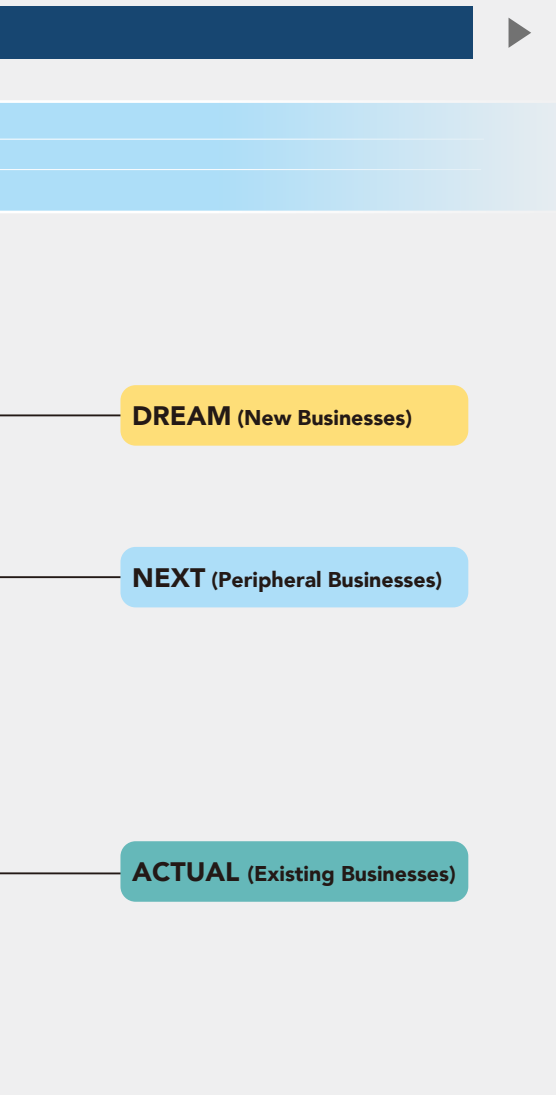 DREAM (New Businesses)
NEXT (Peripheral Businesses)
ACTUAL (Existing Businesses)